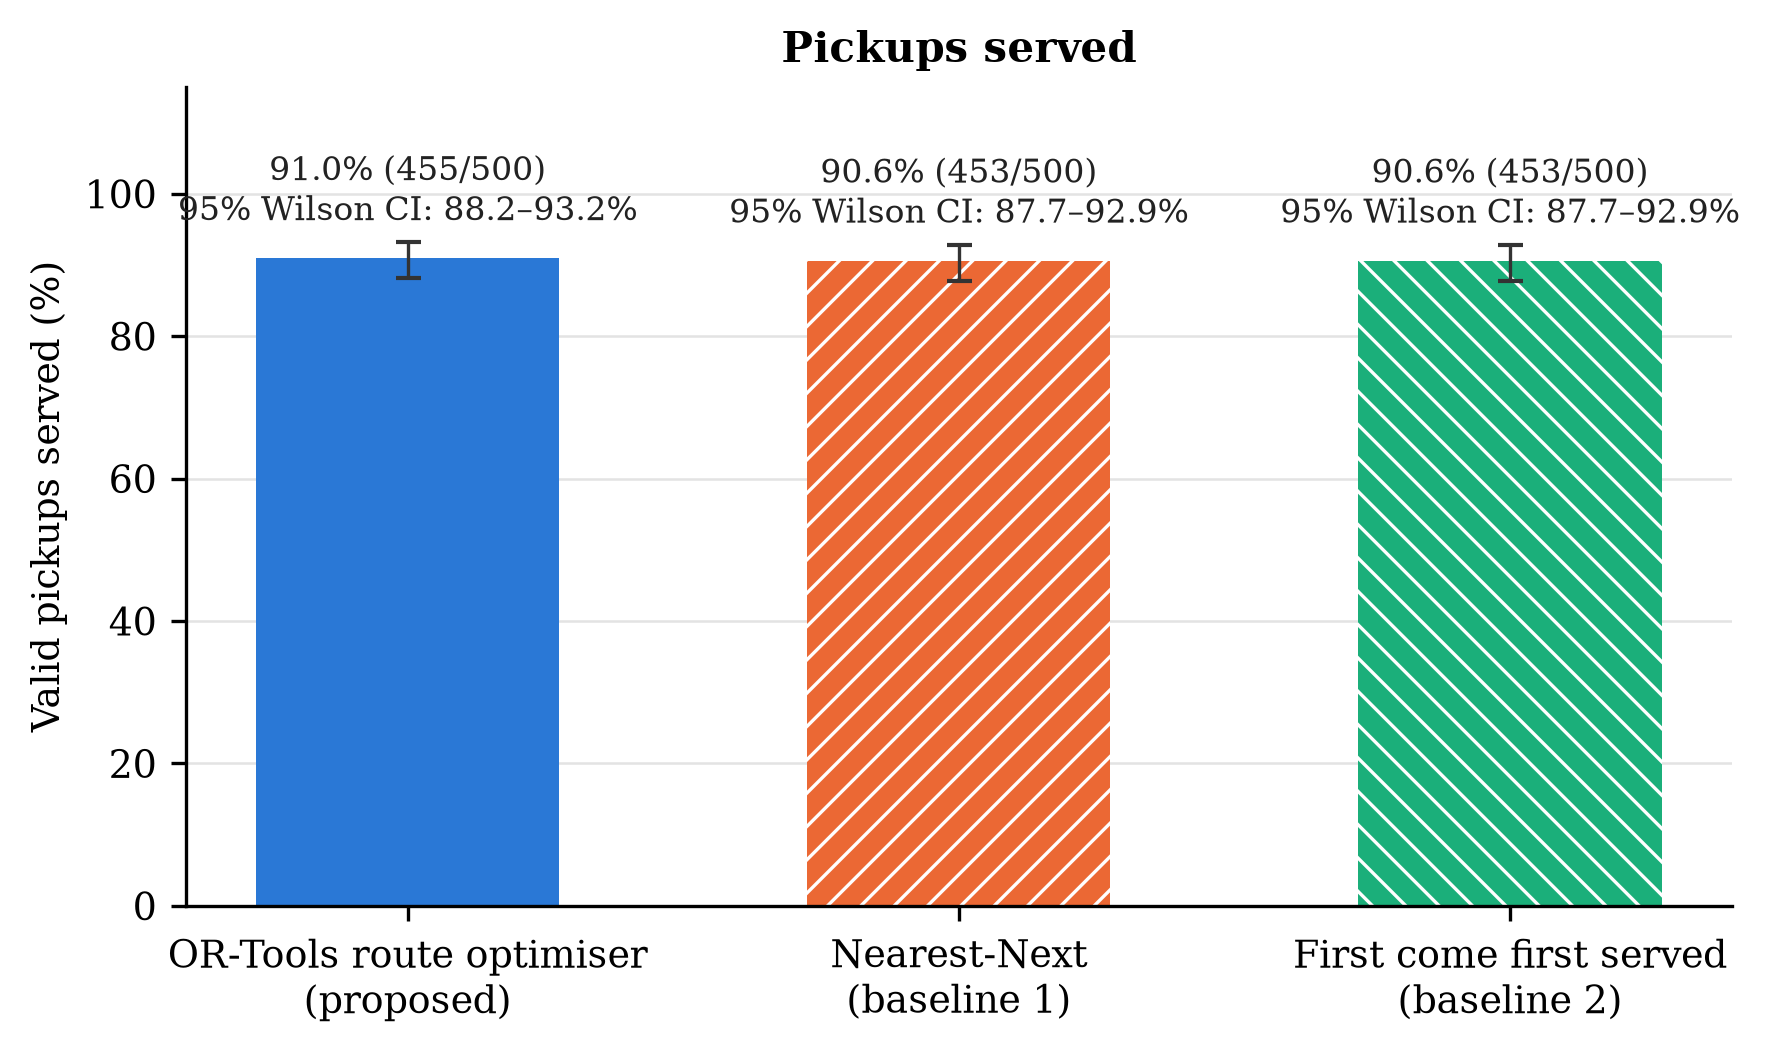 Pickups served
91.0% (455/500)
95% Wilson CI: 88.2–93.2%
90.6% (453/500)
95% Wilson CI: 87.7–92.9%
90.6% (453/500)
95% Wilson CI: 87.7–92.9%
Valid pickups served (%)
100
80
60
40
20
0
OR-Tools route optimiser
(proposed)
Nearest-Next
(baseline 1)
First come first served
(baseline 2)